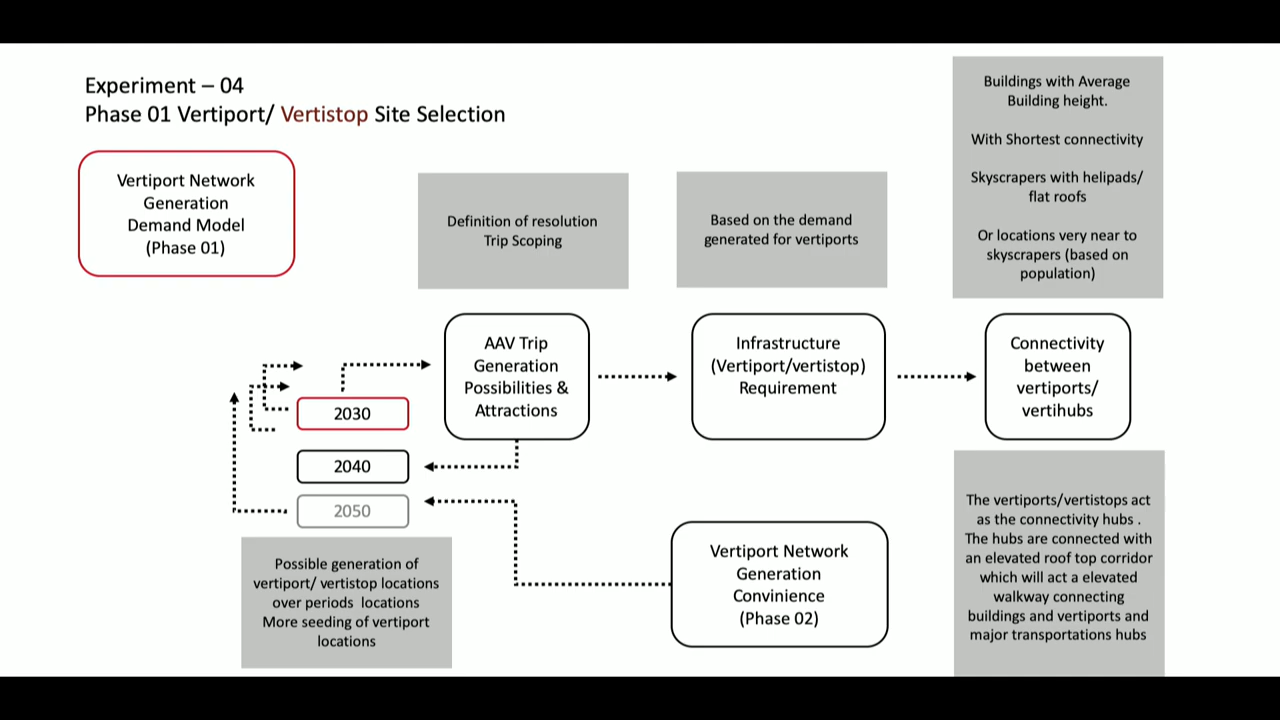 Experiment – 04
Phase 01 Vertiport/ Vertistop Site Selection
Vertiport Network
Generation
Demand Model
(Phase 01)
Definition of resolution
Trip Scoping
Based on the demand
generated for vertiports
Buildings with Average
Building height.
With Shortest connectivity
Skyscrapers with helipads/
flat roofs
Or locations very near to
skyscrapers (based on
population)
AAV Trip
Generation
Possibilities &
Attractions
Infrastructure
(Vertiport/vertistop)
Requirement
Connectivity
between
vertiports/
vertihubs
2030
2040
2050
Possible generation of
vertiport/ vertistop locations
over periods locations
More seeding of vertiport
locations
Vertiport Network
Generation
Convinience
(Phase 02)
The vertiports/vertistops act
as the connectivity hubs .
The hubs are connected with
an elevated roof top corridor
which will act a elevated
walkway connecting
buildings and vertiports and
major transportations hubs